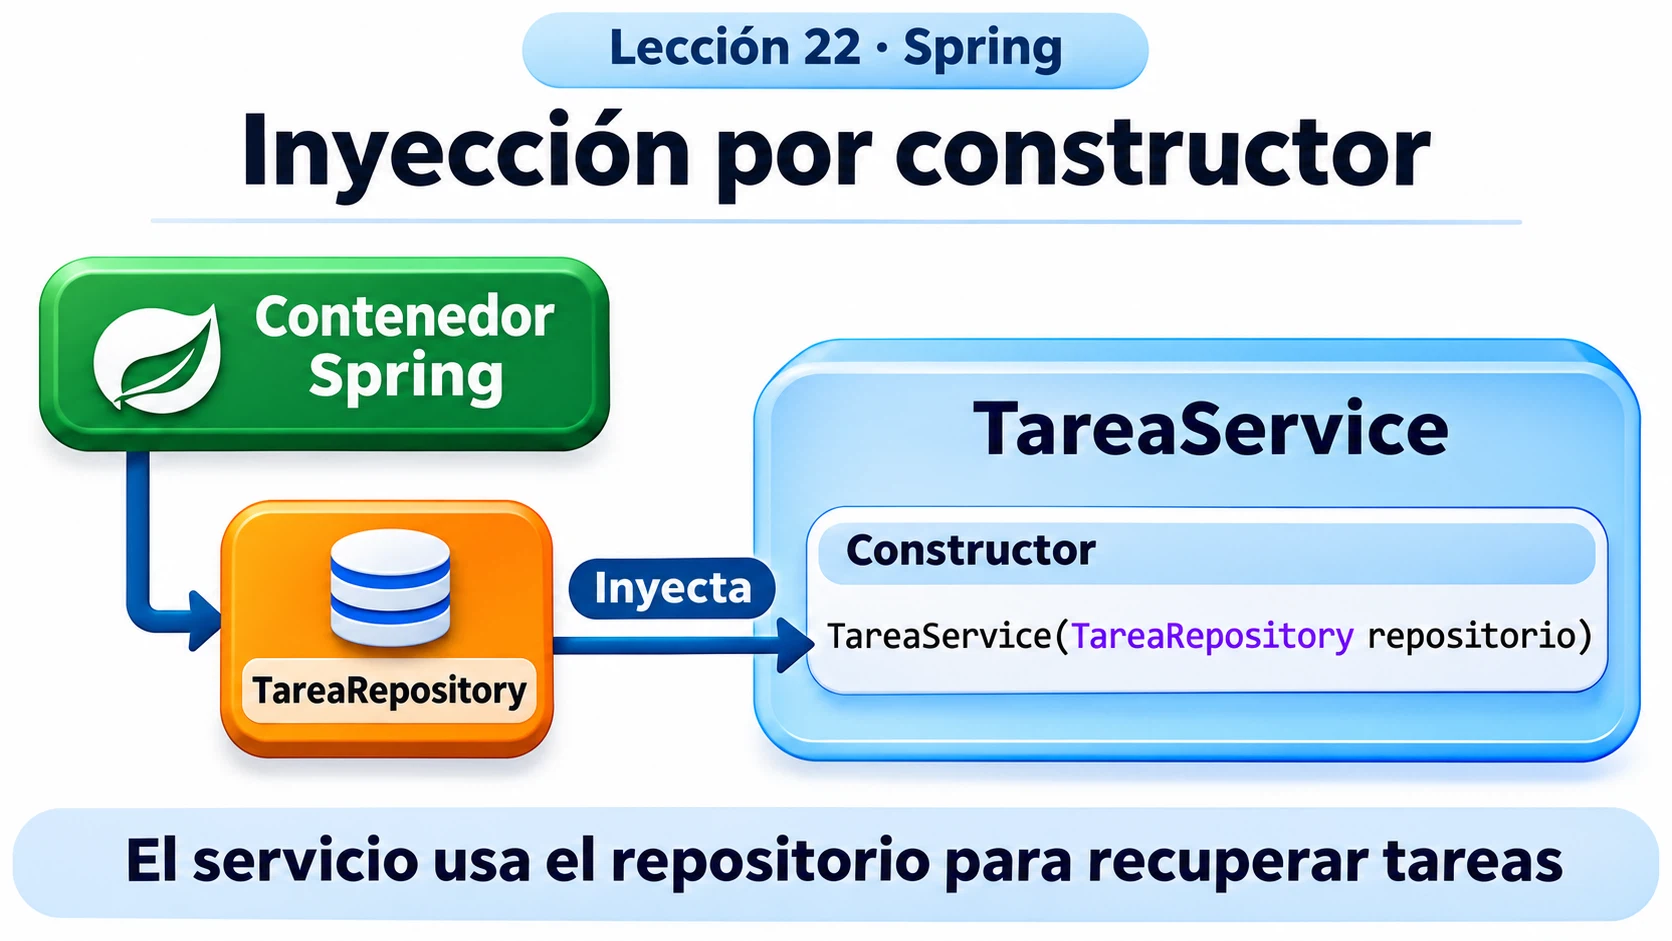 Lección 22 · Spring
Inyección por constructor
Contenedor
Spring
TareaService
Constructor
Inyecta
TareaService(TareaRepository repositorio)
TareaRepository
El servicio usa el repositorio para recuperar tareas